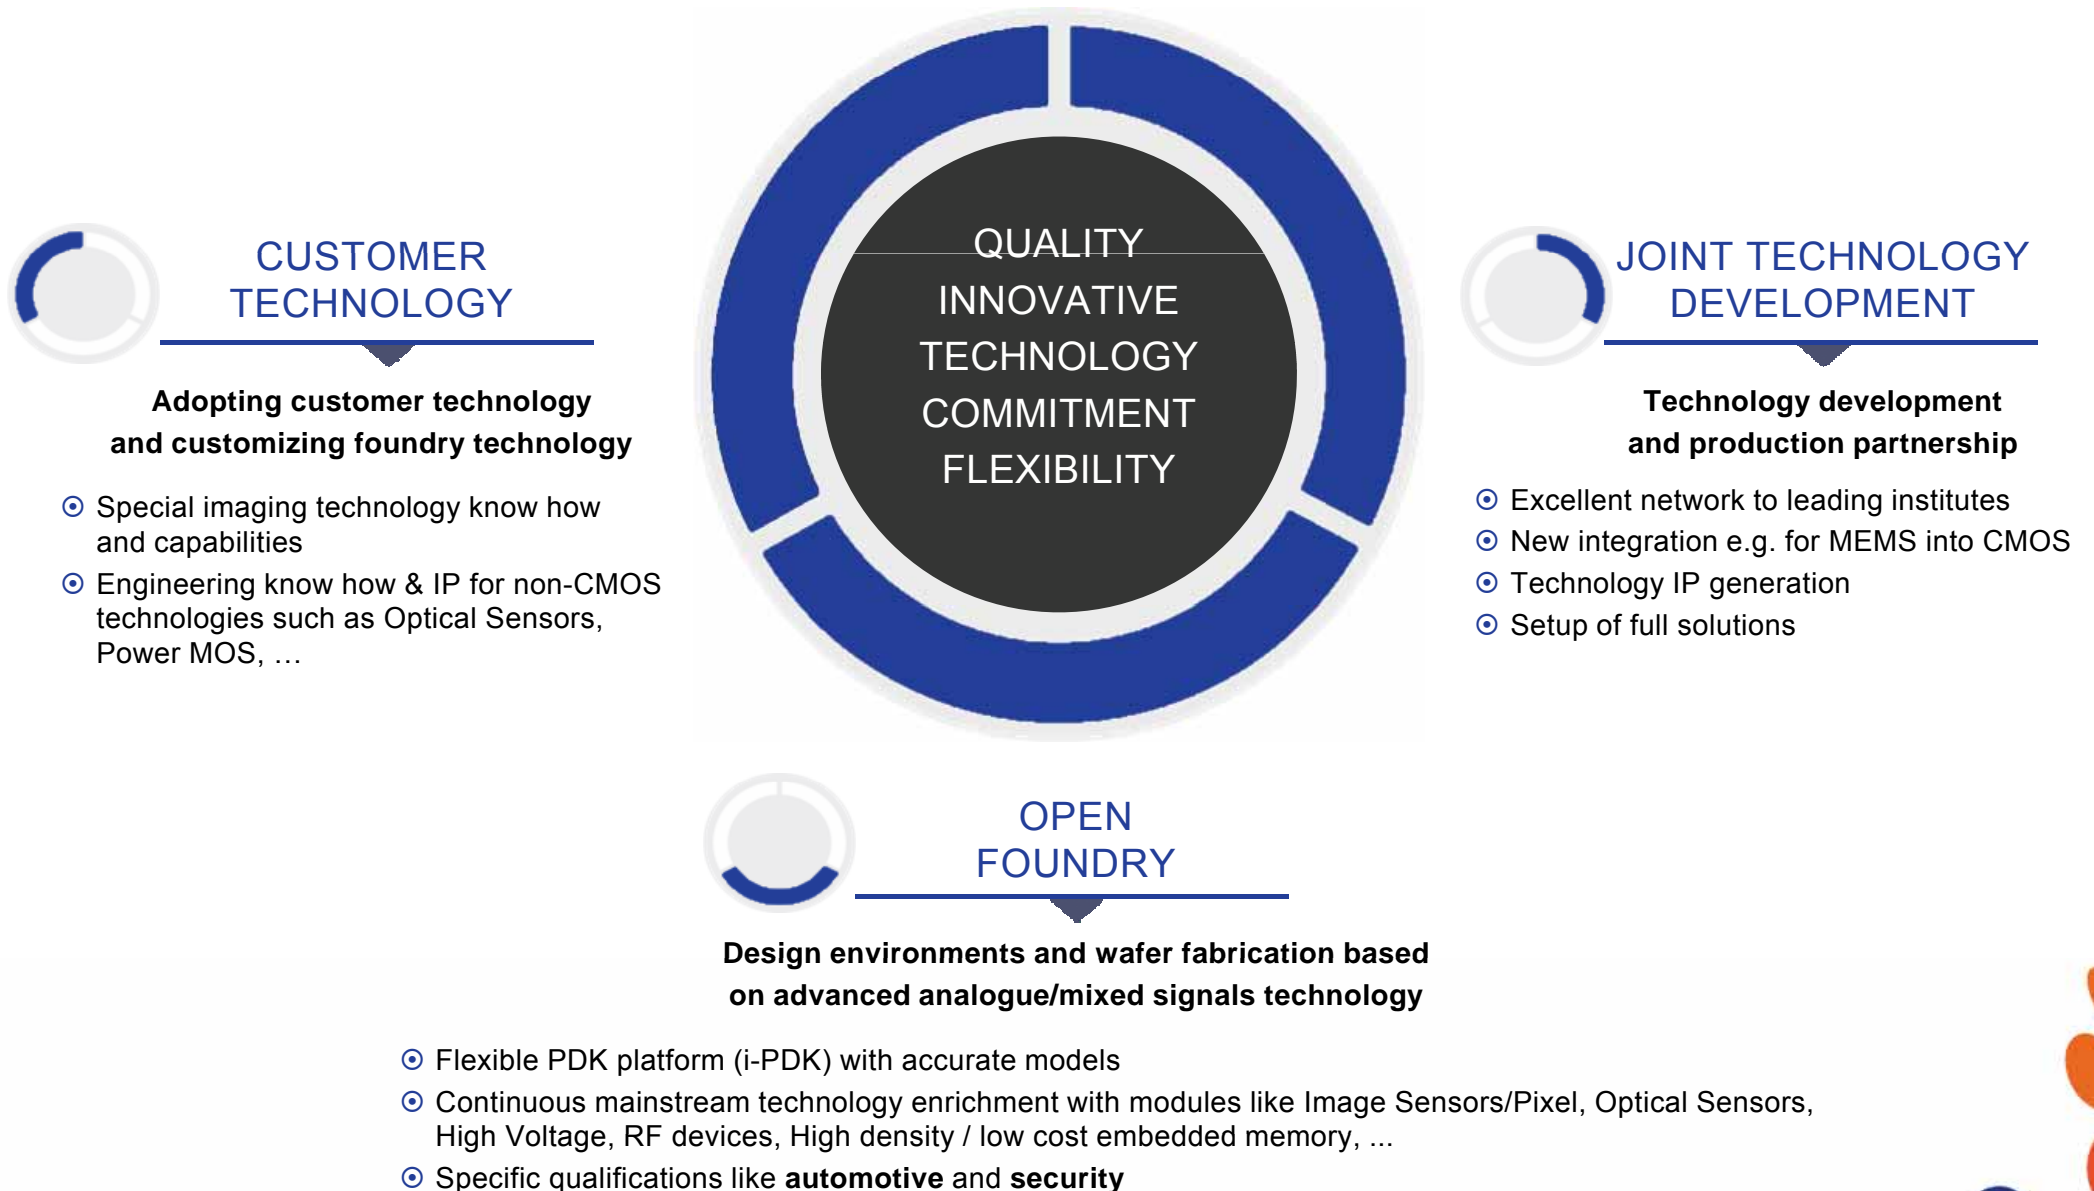 QUALITY
INNOVATIVE
TECHNOLOGY
COMMITMENT
FLEXIBILITY
CUSTOMER
TECHNOLOGY
Adopting customer technology
and customizing foundry technology
Special imaging technology know how
and capabilities
Engineering know how & IP for non-CMOS
technologies such as Optical Sensors,
Power MOS, …
JOINT TECHNOLOGY
DEVELOPMENT
Technology development
and production partnership
Excellent network to leading institutes
New integration e.g. for MEMS into CMOS
Technology IP generation
Setup of full solutions
OPEN
FOUNDRY
Design environments and wafer fabrication based
on advanced analogue/mixed signals technology
Flexible PDK platform (i-PDK) with accurate models
Continuous mainstream technology enrichment with modules like Image Sensors/Pixel, Optical Sensors,
High Voltage, RF devices, High density / low cost embedded memory, ...
Specific qualifications like automotive and security